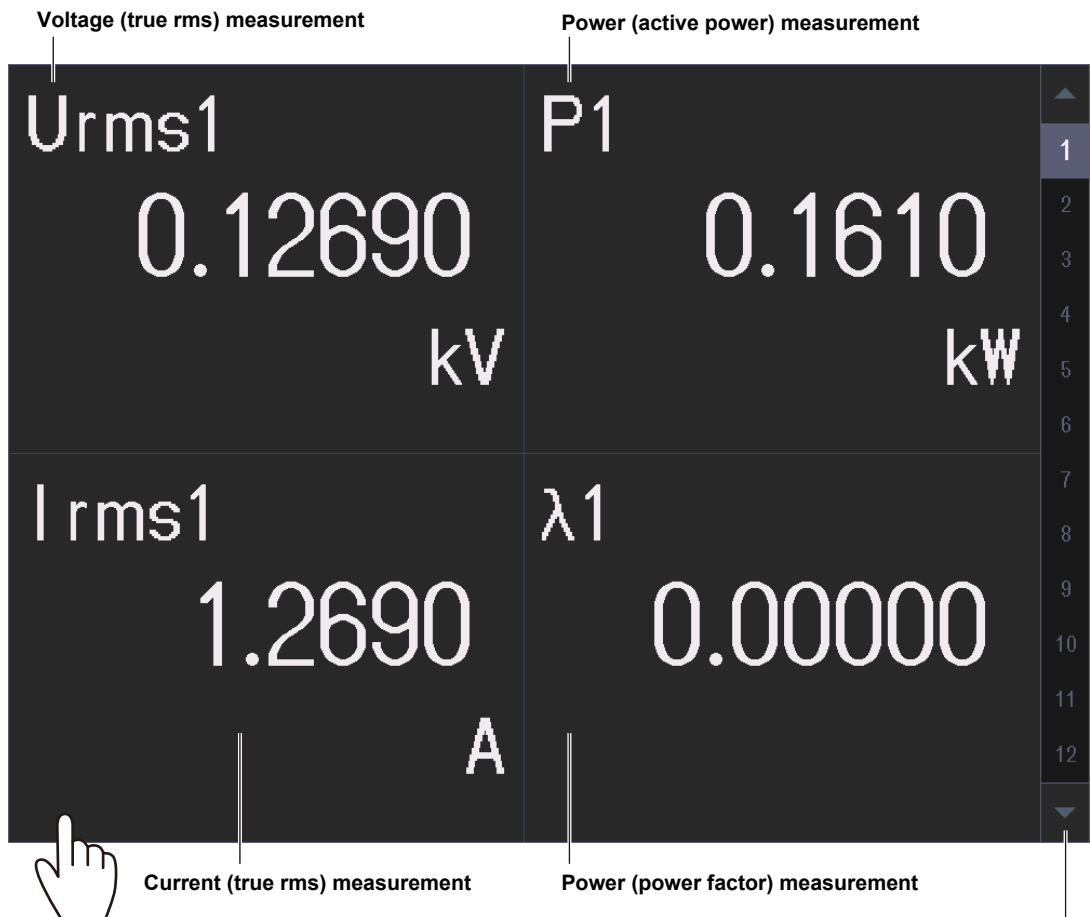 Voltage (true rms) measurement
Power (active power) measurement
Urms1
0.12690
kV
P1
0.1610
kW
Irms1
1.2690
A
λ1
0.00000
1
2
3
4
5
6
7
8
9
10
11
12
Current (true rms) measurement
Power (power factor) measurement